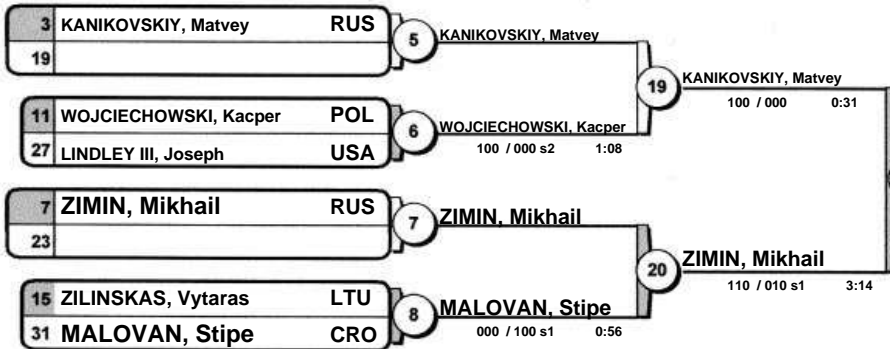 3 KANIKOVSKIY, Matvey RUS
19
5
KANIKOVSKIY, Matvey
11 WOJCIECHOWSKI, Kacper POL
27 LINDLEY III, Joseph USA
6
WOJCIECHOWSKI, Kacper
100 / 000 s2 1:08
19
KANIKOVSKIY, Matvey
100 / 000 0:31
7 ZIMIN, Mikhail RUS
23
7
ZIMIN, Mikhail
15 ZILINSKAS, Vytaras LTU
31 MALOVAN, Stipe CRO
8
MALOVAN, Stipe
000 / 100 s1 0:56
20
ZIMIN, Mikhail
110 / 010 s1 3:14